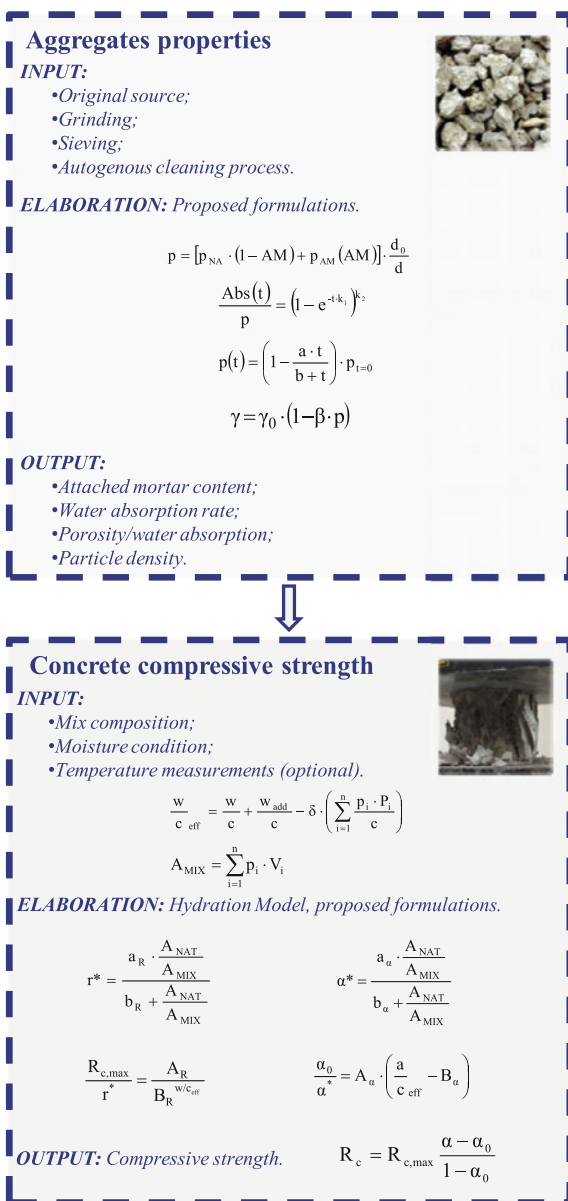 Aggregates properties
INPUT:
•Original source;
•Grinding;
•Sieving;
•Autogenous cleaning process.
ELABORATION: Proposed formulations.
p = [p_NA · (1 − AM) + p_AM (AM)] · d_0/d
Abs(t)/p = (1 − e^(-t·k_1))^(k_2)
p(t) = (1 − a·t/(b + t)) · p_t=0
γ = γ_0 · (1−β·p)
OUTPUT:
•Attached mortar content;
•Water absorption rate;
•Porosity/water absorption;
•Particle density.
Concrete compressive strength
INPUT:
•Mix composition;
•Moisture condition;
•Temperature measurements (optional).
w/c_eff = w/c + w_add/c − δ · (∑_{i=1}^{n} p_i · P_i / c)
A_MIX = ∑_{i=1}^{n} p_i · V_i
ELABORATION: Hydration Model, proposed formulations.
r* = (a_R · A_NAT/A_MIX)/(b_R + A_NAT/A_MIX)
α* = (a_α · A_NAT/A_MIX)/(b_α + A_NAT/A_MIX)
R_c,max/r^* = A_R/B_R^(w/c_eff)
α_0/α^* = A_α · (a/c_eff − B_α)
OUTPUT: Compressive strength.
R_c = R_c,max (α − α_0)/(1 − α_0)